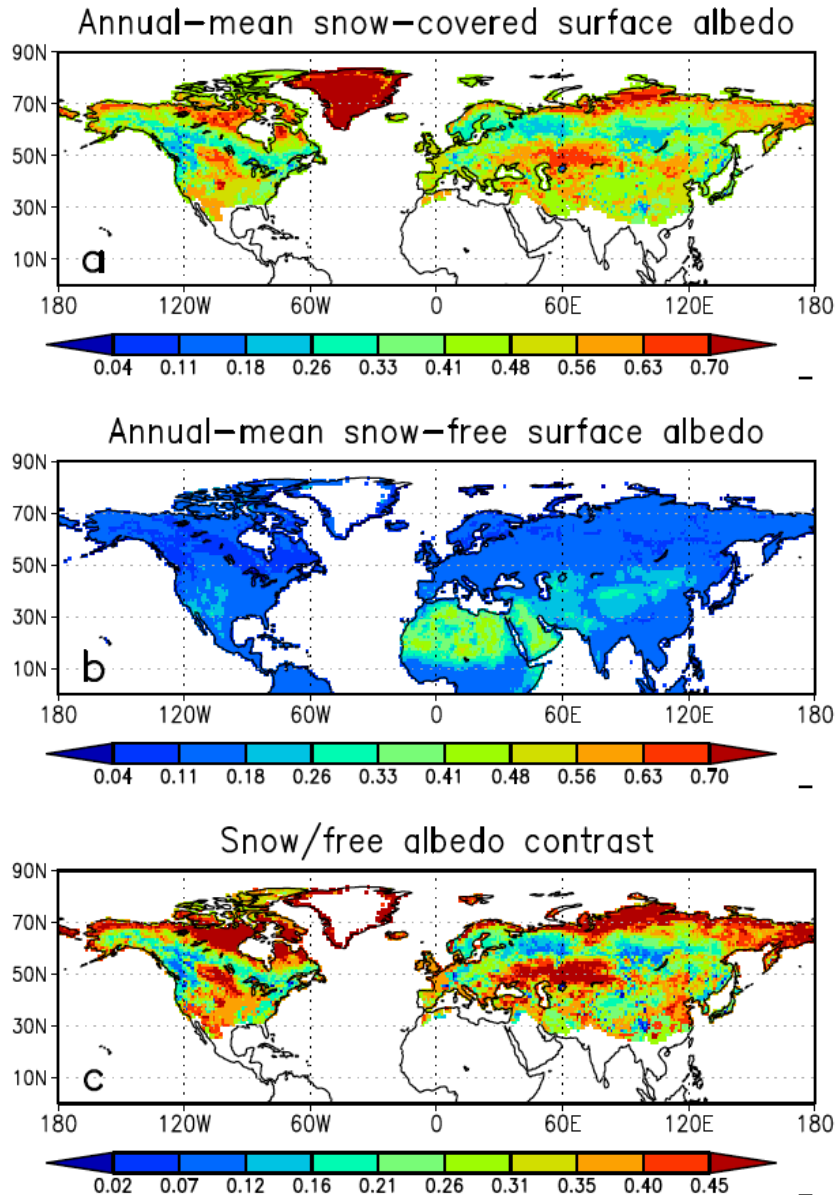 Annual-mean snow-covered surface albedo
90N
70N
50N
30N
10N
a
180 120W 60W 0 60E 120E 180
0.04 0.11 0.18 0.26 0.33 0.41 0.48 0.56 0.63 0.70
Annual-mean snow-free surface albedo
90N
70N
50N
30N
10N
b
180 120W 60W 0 60E 120E 180
0.04 0.11 0.18 0.26 0.33 0.41 0.48 0.56 0.63 0.70
Snow/free albedo contrast
90N
70N
50N
30N
10N
c
180 120W 60W 0 60E 120E 180
0.02 0.07 0.12 0.16 0.21 0.26 0.31 0.35 0.40 0.45